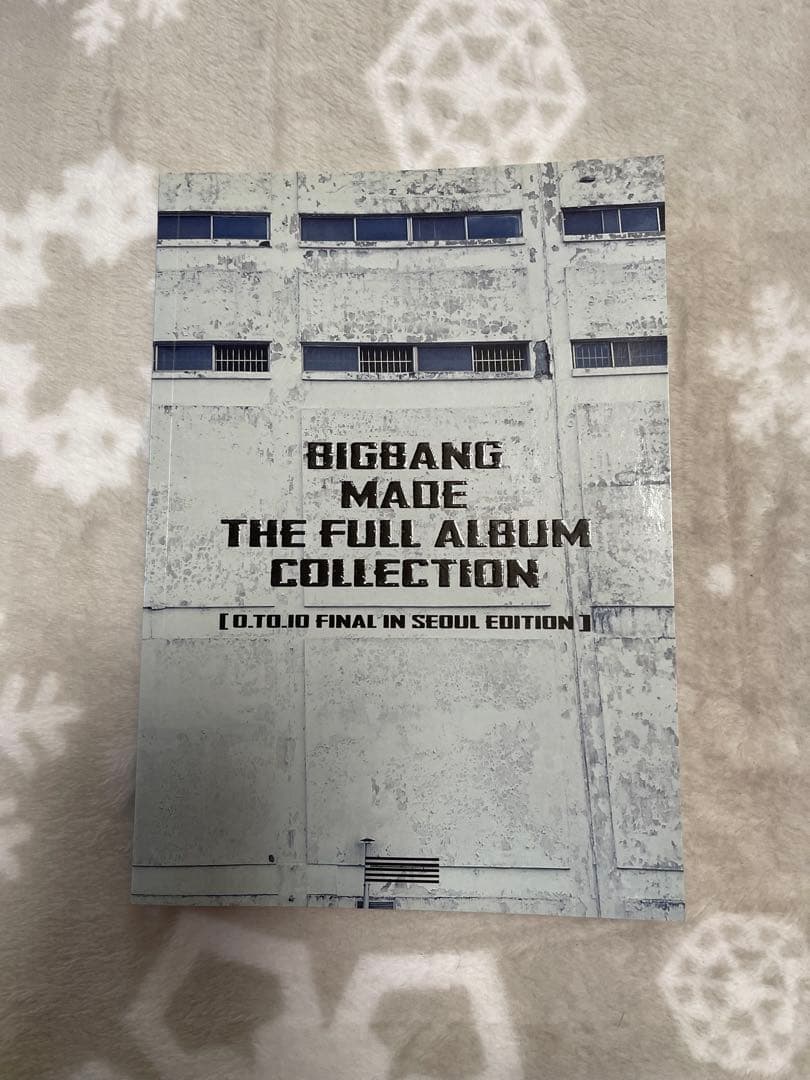 BIGBANG
MADE
THE FULL ALBUM
COLLECTION
[ 0.TO.10 FINAL IN SEOUL EDITION ]